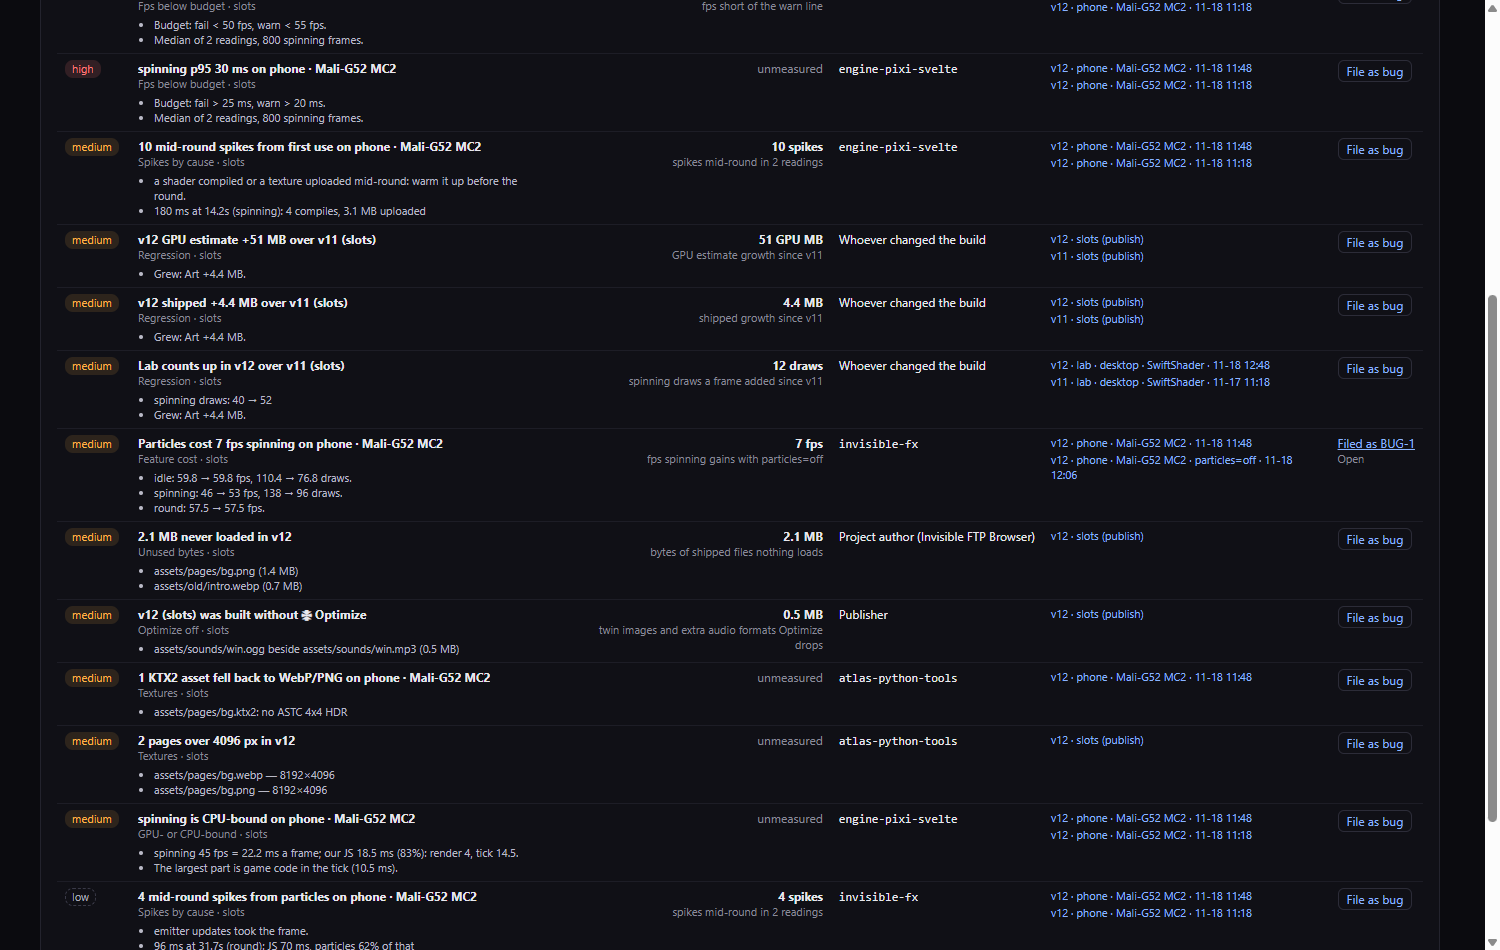 Fps below budget · slots
fps short of the warn line
v12 · phone · Mali-G52 MC2 · 11-18 11:18
Budget: fail < 50 fps, warn < 55 fps.
Median of 2 readings, 800 spinning frames.
high
spinning p95 30 ms on phone · Mali-G52 MC2
unmeasured
engine-pixi-svelte
v12 · phone · Mali-G52 MC2 · 11-18 11:48
File as bug
Fps below budget · slots
v12 · phone · Mali-G52 MC2 · 11-18 11:18
Budget: fail > 25 ms, warn > 20 ms.
Median of 2 readings, 800 spinning frames.
medium
10 mid-round spikes from first use on phone · Mali-G52 MC2
10 spikes
engine-pixi-svelte
v12 · phone · Mali-G52 MC2 · 11-18 11:48
File as bug
Spikes by cause · slots
spikes mid-round in 2 readings
v12 · phone · Mali-G52 MC2 · 11-18 11:18
a shader compiled or a texture uploaded mid-round: warm it up before the
round.
180 ms at 14.2s (spinning): 4 compiles, 3.1 MB uploaded
medium
v12 GPU estimate +51 MB over v11 (slots)
51 GPU MB
Whoever changed the build
v12 · slots (publish)
File as bug
Regression · slots
GPU estimate growth since v11
v11 · slots (publish)
Grew: Art +4.4 MB.
medium
v12 shipped +4.4 MB over v11 (slots)
4.4 MB
Whoever changed the build
v12 · slots (publish)
File as bug
Regression · slots
shipped growth since v11
v11 · slots (publish)
Grew: Art +4.4 MB.
medium
Lab counts up in v12 over v11 (slots)
12 draws
Whoever changed the build
v12 · lab · desktop · SwiftShader · 11-18 12:48
File as bug
Regression · slots
spinning draws a frame added since v11
v11 · lab · desktop · SwiftShader · 11-17 11:18
spinning draws: 40 → 52
Grew: Art +4.4 MB.
medium
Particles cost 7 fps spinning on phone · Mali-G52 MC2
7 fps
invisible-fx
v12 · phone · Mali-G52 MC2 · 11-18 11:48
Filed as BUG-1
Feature cost · slots
fps spinning gains with particles=off
v12 · phone · Mali-G52 MC2 · particles=off · 11-18
12:06
Open
idle: 59.8 → 59.8 fps, 110.4 → 76.8 draws.
spinning: 46 → 53 fps, 138 → 96 draws.
round: 57.5 → 57.5 fps.
medium
2.1 MB never loaded in v12
2.1 MB
Project author (Invisible FTP Browser)
v12 · slots (publish)
File as bug
Unused bytes · slots
bytes of shipped files nothing loads
assets/pages/bg.png (1.4 MB)
assets/old/intro.webp (0.7 MB)
medium
v12 (slots) was built without Optimize
0.5 MB
Publisher
v12 · slots (publish)
File as bug
Optimize off · slots
twin images and extra audio formats Optimize
drops
assets/sounds/win.ogg beside assets/sounds/win.mp3 (0.5 MB)
medium
1 KTX2 asset fell back to WebP/PNG on phone · Mali-G52 MC2
unmeasured
atlas-python-tools
v12 · phone · Mali-G52 MC2 · 11-18 11:48
File as bug
Textures · slots
assets/pages/bg.ktx2: no ASTC 4x4 HDR
medium
2 pages over 4096 px in v12
unmeasured
atlas-python-tools
v12 · slots (publish)
File as bug
Textures · slots
assets/pages/bg.webp — 8192×4096
assets/pages/bg.png — 8192×4096
medium
spinning is CPU-bound on phone · Mali-G52 MC2
unmeasured
engine-pixi-svelte
v12 · phone · Mali-G52 MC2 · 11-18 11:48
File as bug
GPU- or CPU-bound · slots
v12 · phone · Mali-G52 MC2 · 11-18 11:18
spinning 45 fps = 22.2 ms a frame; our JS 18.5 ms (83%): render 4, tick 14.5.
The largest part is game code in the tick (10.5 ms).
low
4 mid-round spikes from particles on phone · Mali-G52 MC2
4 spikes
invisible-fx
v12 · phone · Mali-G52 MC2 · 11-18 11:48
File as bug
Spikes by cause · slots
spikes mid-round in 2 readings
v12 · phone · Mali-G52 MC2 · 11-18 11:18
emitter updates took the frame.
96 ms at 31.7s (round): JS 70 ms, particles 62% of that